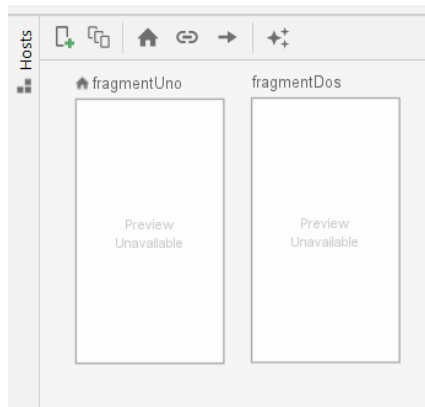 Hosts
fragmentUno
fragmentDos
Preview
Unavailable
Preview
Unavailable